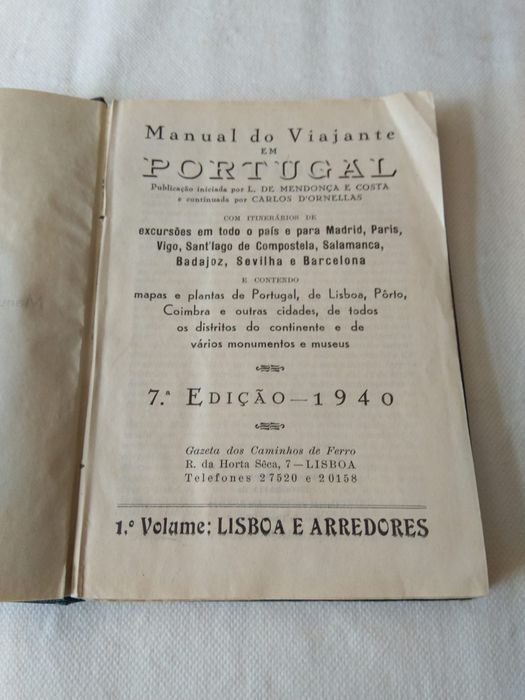 Manual do Viajante
EM
PORTUGAL
Publicação iniciada por L. DE MENDONÇA E COSTA
e continuada por CARLOS D'ORNELLAS
COM ITINERÁRIOS DE
excursões em todo o país e para Madrid, Paris,
Vigo, Sant'Iago de Compostela, Salamanca,
Badajoz, Sevilha e Barcelona
E CONTENDO
mapas e plantas de Portugal, de Lisboa, Pôrto,
Coimbra e outras cidades, de todos
os distritos do continente e de
vários monumentos e museus
7.ª EDIÇÃO—1940
Gazeta dos Caminhos de Ferro
R. da Horta Sêca, 7—LISBOA
Telefones 27520 e 20158
1.º Volume: LISBOA E ARREDORES